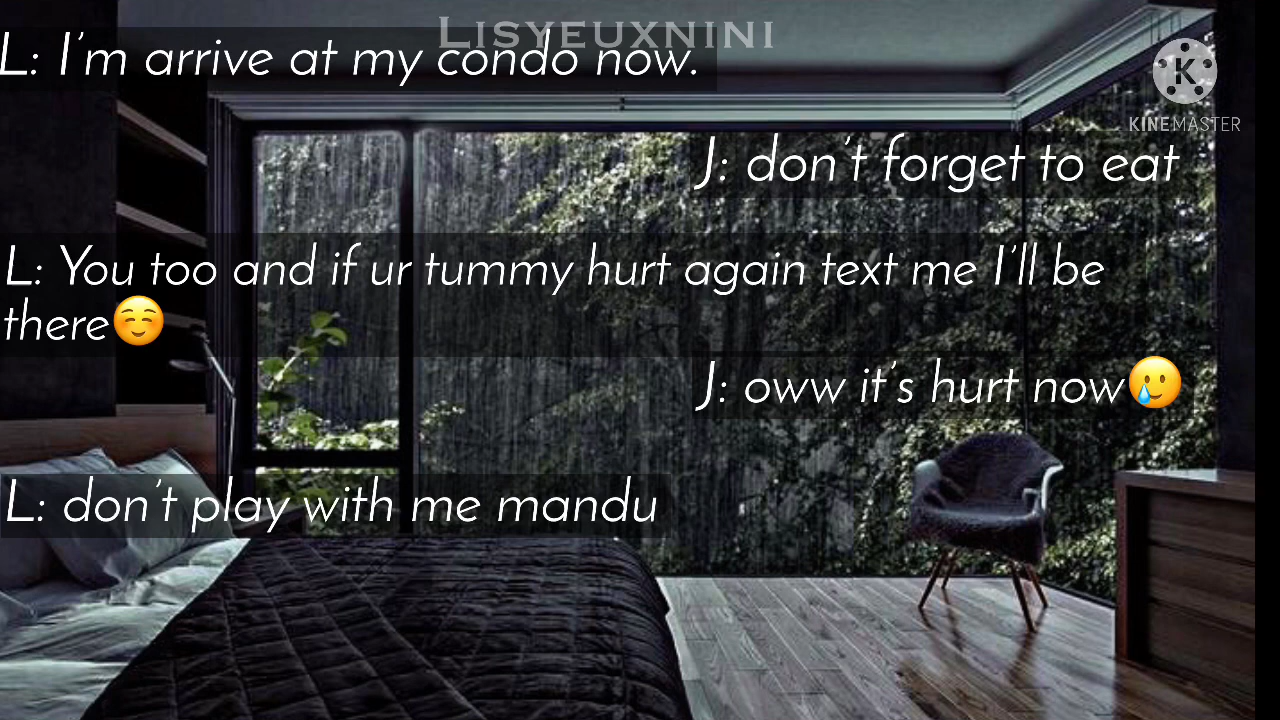 LISYEUXNINI
L: I'm arrive at my condo now.
K
KINEMASTER
J: don't forget to eat
L: You too and if ur tummy hurt again text me I'll be
there☺️
J: oww it's hurt now🥲
L: don't play with me mandu